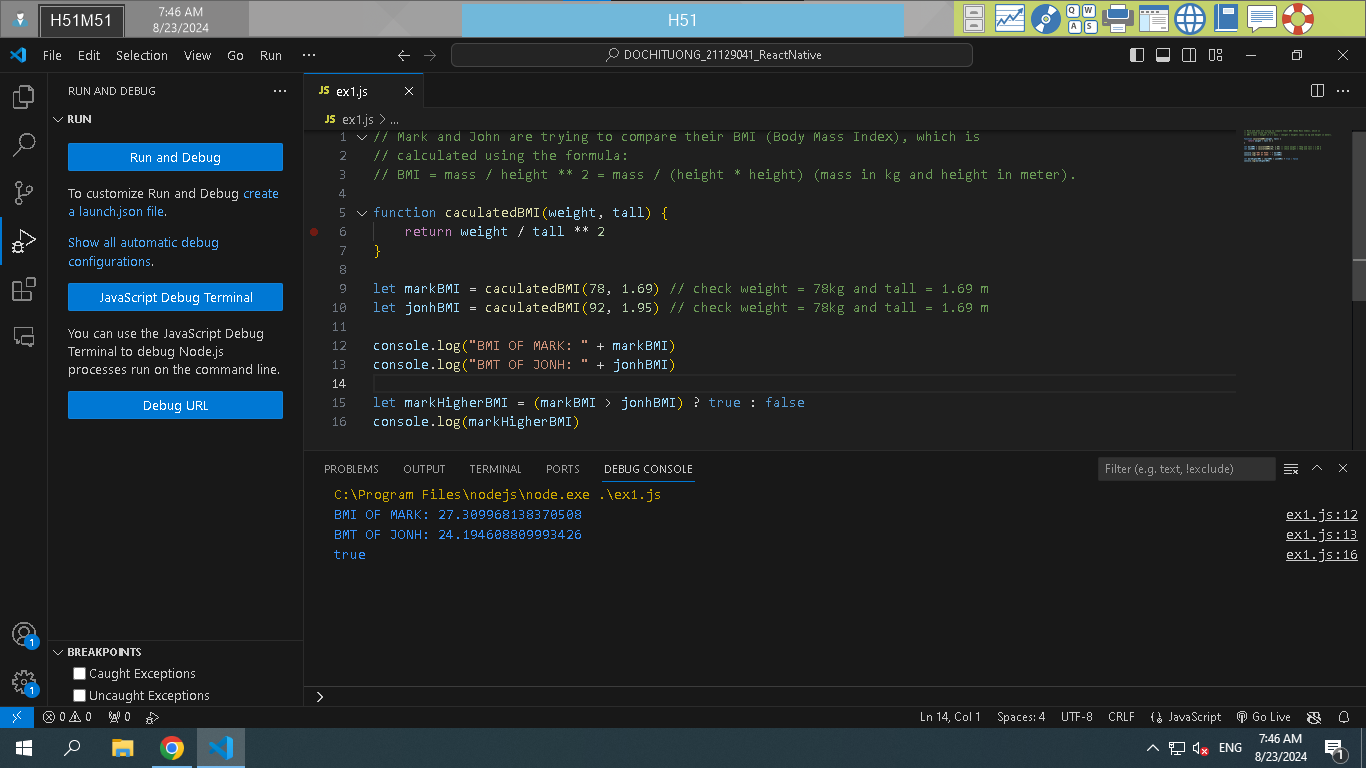 H51M51
7:46 AM
8/23/2024
H51
Q W
A S
File Edit Selection View Go Run ···
DOCHITUONG_21129041_ReactNative
RUN AND DEBUG ···
JS ex1.js
RUN
JS ex1.js > ...
Run and Debug
To customize Run and Debug create
a launch.json file.
Show all automatic debug
configurations.
JavaScript Debug Terminal
You can use the JavaScript Debug
Terminal to debug Node.js
processes run on the command line.
Debug URL
1 // Mark and John are trying to compare their BMI (Body Mass Index), which is
2 // calculated using the formula:
3 // BMI = mass / height ** 2 = mass / (height * height) (mass in kg and height in meter).
4
5 function caculatedBMI(weight, tall) {
6 return weight / tall ** 2
7 }
8
9 let markBMI = caculatedBMI(78, 1.69) // check weight = 78kg and tall = 1.69 m
10 let jonhBMI = caculatedBMI(92, 1.95) // check weight = 78kg and tall = 1.69 m
11
12 console.log("BMI OF MARK: " + markBMI)
13 console.log("BMT OF JONH: " + jonhBMI)
14
15 let markHigherBMI = (markBMI > jonhBMI) ? true : false
16 console.log(markHigherBMI)
PROBLEMS OUTPUT TERMINAL PORTS DEBUG CONSOLE
Filter (e.g. text, !exclude)
C:\Program Files\nodejs\node.exe .\ex1.js
BMI OF MARK: 27.309968138370508 ex1.js:12
BMT OF JONH: 24.194608809993426 ex1.js:13
true ex1.js:16
BREAKPOINTS
Caught Exceptions
Uncaught Exceptions
1
1
0 0 0
Ln 14, Col 1 Spaces: 4 UTF-8 CRLF JavaScript Go Live
ENG
7:46 AM
8/23/2024
1